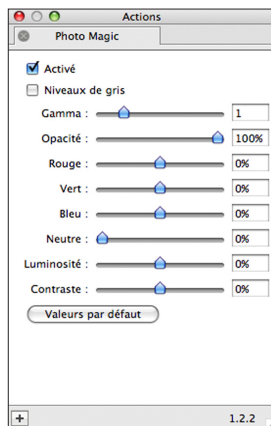 Actions
Photo Magic
Activé
Niveaux de gris
Gamma : 1
Opacité : 100%
Rouge : 0%
Vert : 0%
Bleu : 0%
Neutre : 0%
Luminosité : 0%
Contraste : 0%
Valeurs par défaut
+ 1.2.2